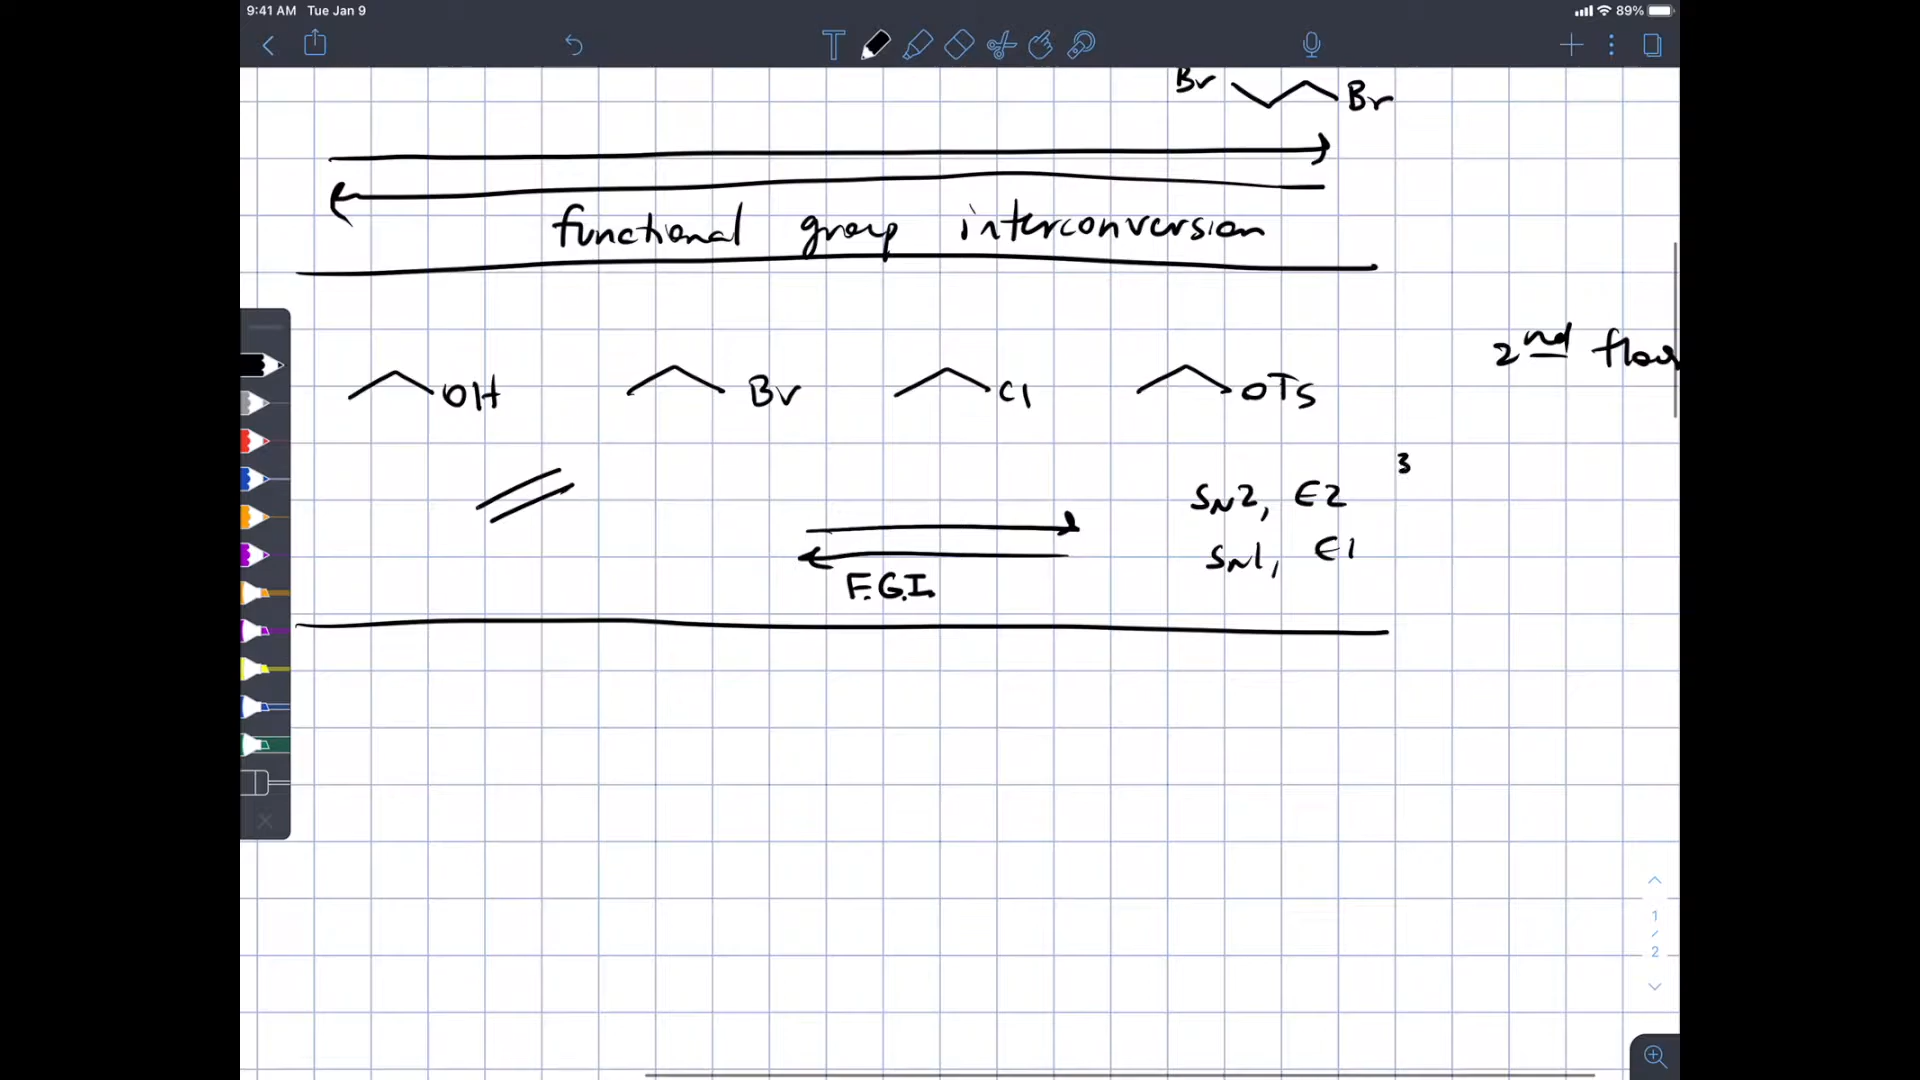 9:41 AM Tue Jan 9
89%
Br
Br
functional group interconversion
2nd floor
OH
Br
Cl
OTs
3
SN2, E2
SN1, E1
F.G.I.
1
/
2